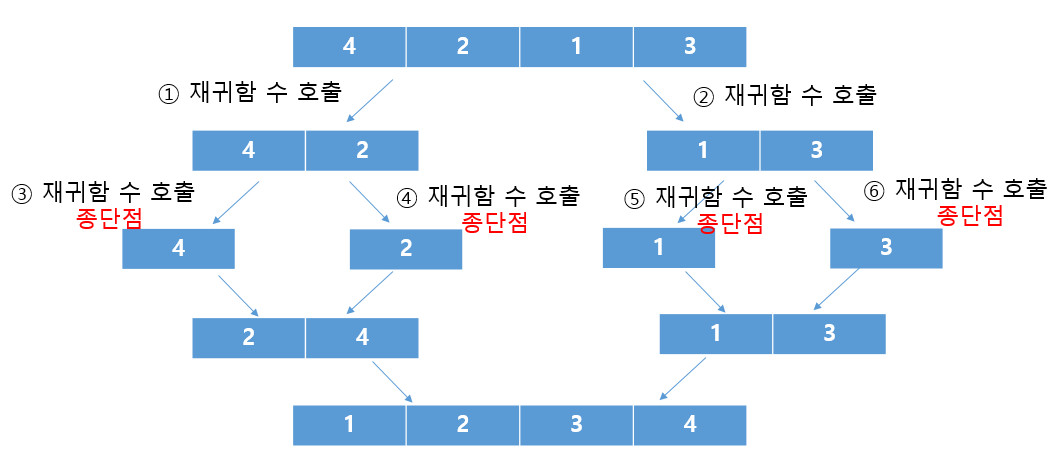 4 2 1 3
① 재귀함 수 호출
② 재귀함 수 호출
4 2
1 3
③ 재귀함 수 호출
종단점
④ 재귀함 수 호출
종단점
⑤ 재귀함 수 호출
종단점
⑥ 재귀함 수 호출
종단점
4
2
1
3
2 4
1 3
1 2 3 4